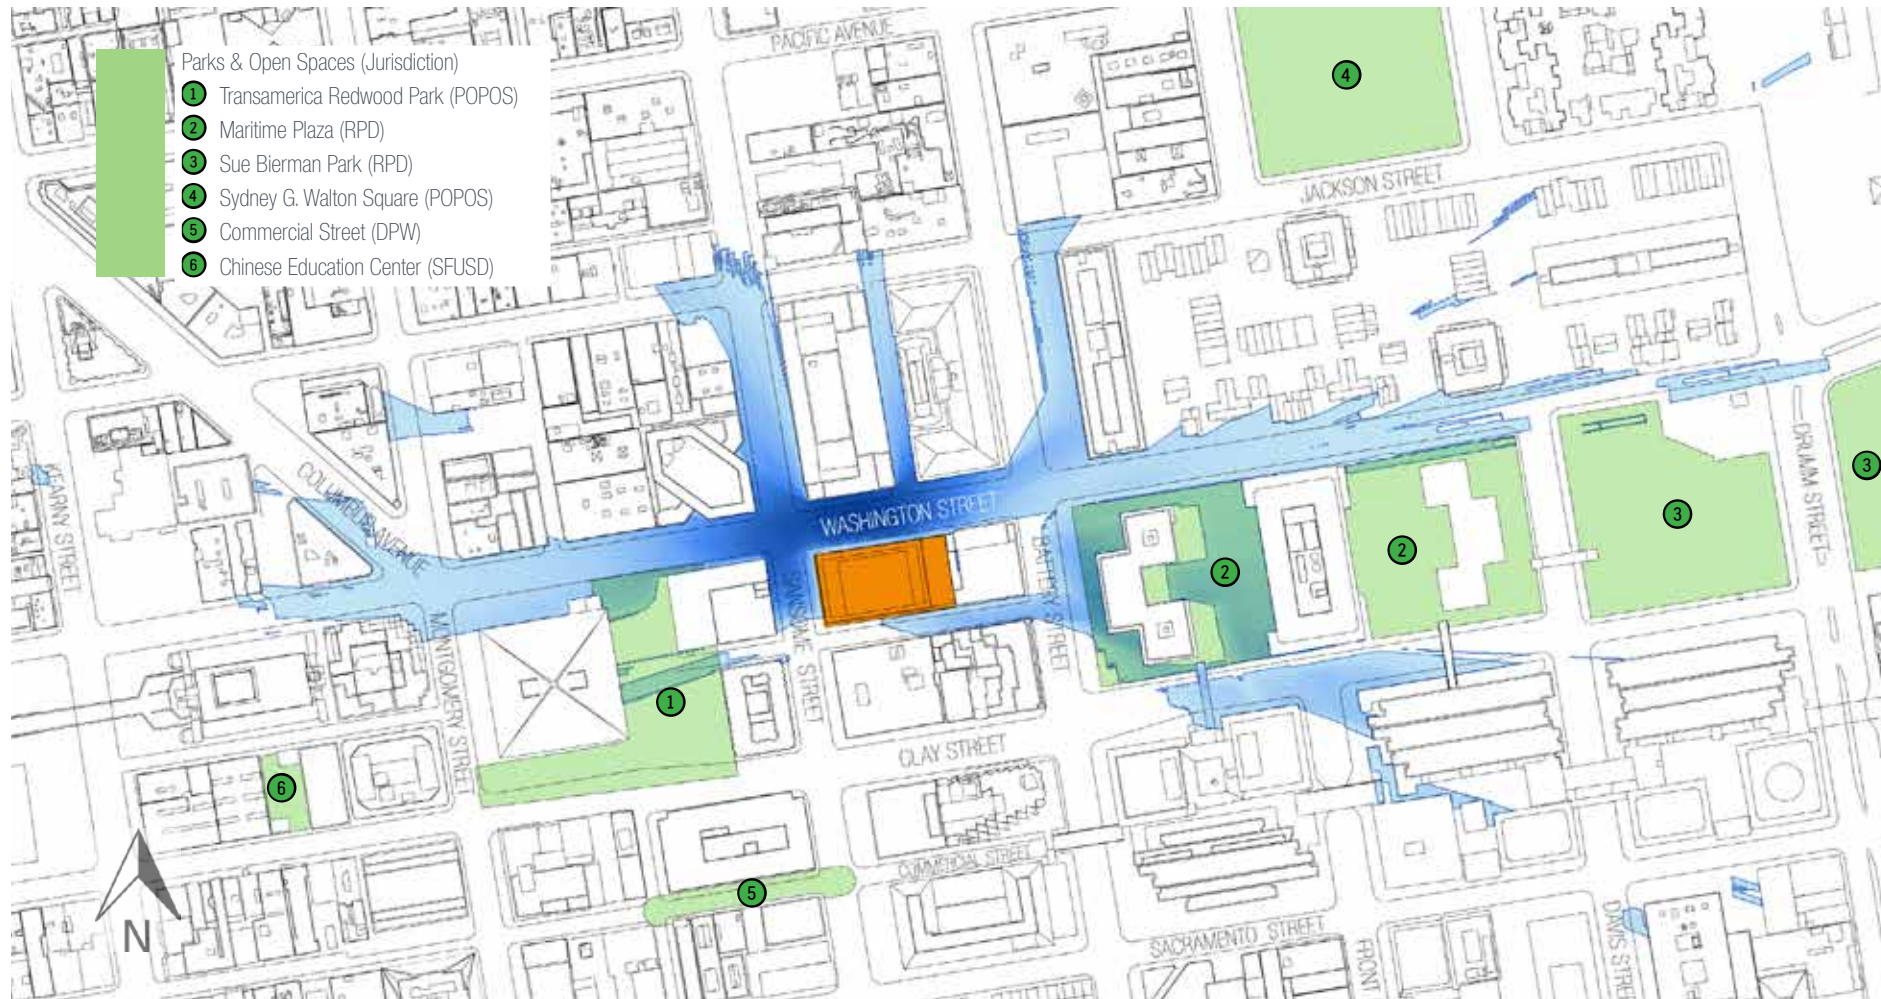 PACIFIC AVENUE
Parks & Open Spaces (Jurisdiction)
1 Transamerica Redwood Park (POPOS)
2 Maritime Plaza (RPD)
3 Sue Bierman Park (RPD)
4 Sydney G. Walton Square (POPOS)
5 Commercial Street (DPW)
6 Chinese Education Center (SFUSD)
4
JACKSON STREET
KEARNY STREET
COLUMBUS AVENUE
WASHINGTON STREET
DRUMM STREET
3
3
2
2
BATTERY STREET
SANSOME STREET
MONTGOMERY STREET
1
CLAY STREET
6
5
COMMERCIAL STREET
SACRAMENTO STREET
FRONT
DAVIS STREET
N